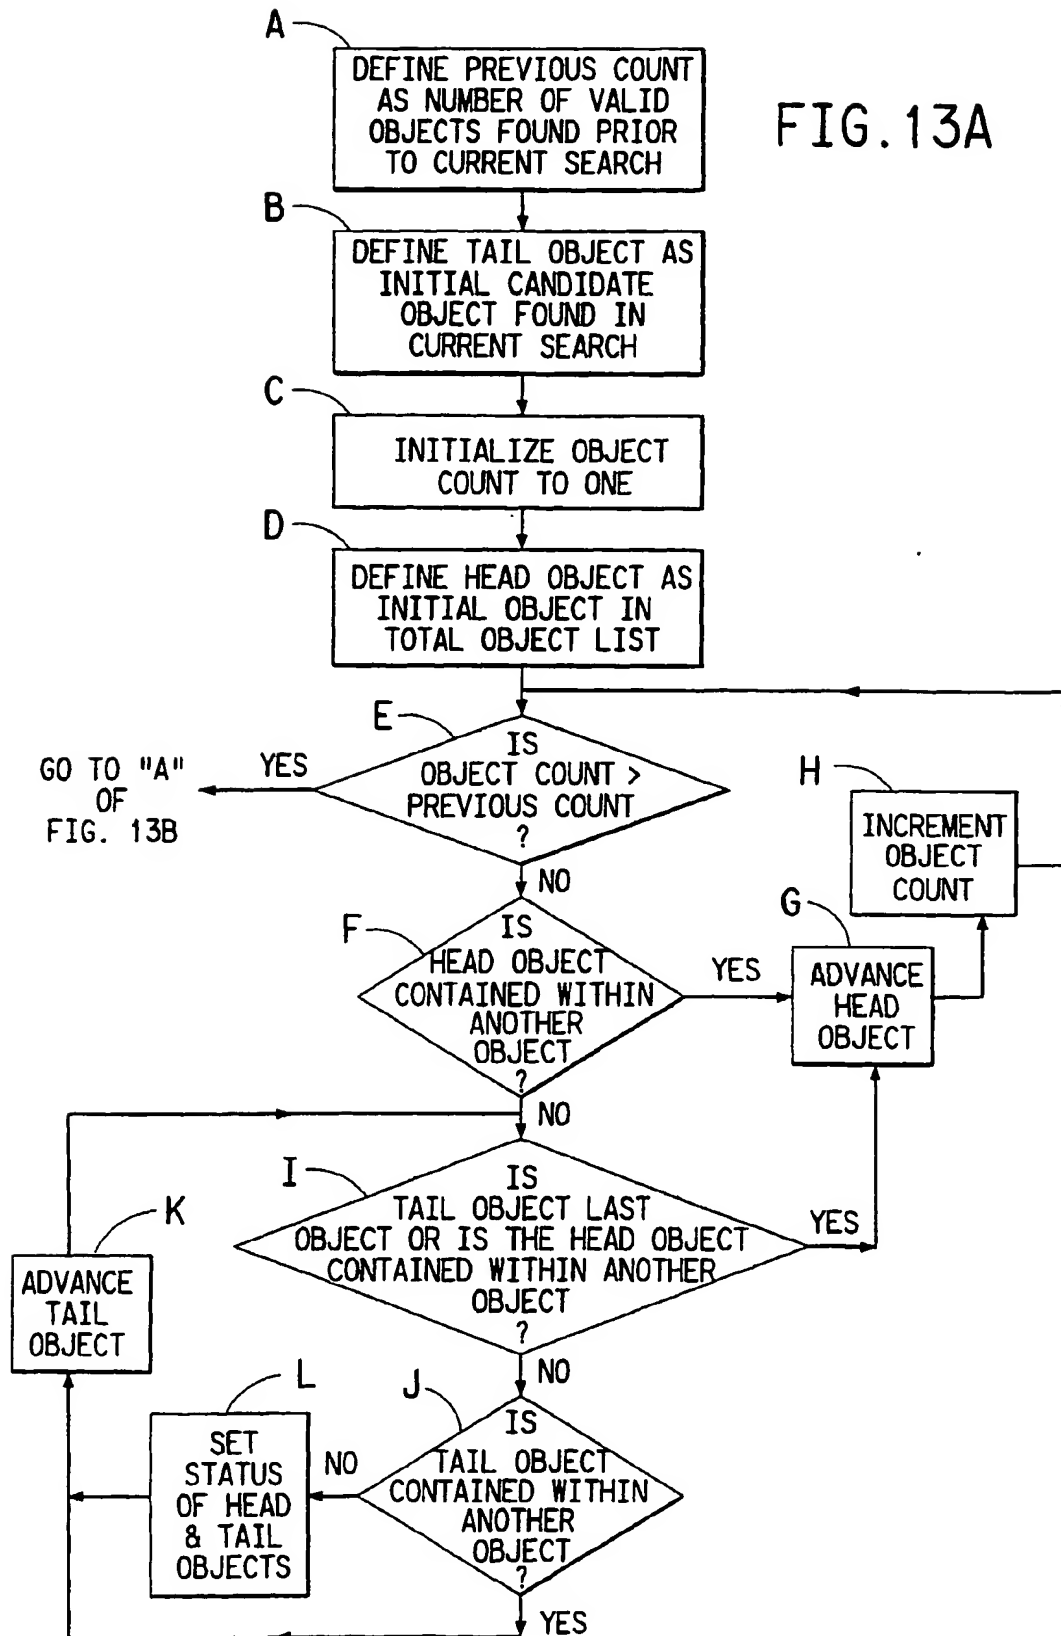 A
DEFINE PREVIOUS COUNT
AS NUMBER OF VALID
OBJECTS FOUND PRIOR
TO CURRENT SEARCH
FIG.13A
B
DEFINE TAIL OBJECT AS
INITIAL CANDIDATE
OBJECT FOUND IN
CURRENT SEARCH
C
INITIALIZE OBJECT
COUNT TO ONE
D
DEFINE HEAD OBJECT AS
INITIAL OBJECT IN
TOTAL OBJECT LIST
E
IS
OBJECT COUNT >
PREVIOUS COUNT
?
YES
GO TO "A"
OF
FIG. 13B
NO
H
INCREMENT
OBJECT
COUNT
F
IS
HEAD OBJECT
CONTAINED WITHIN
ANOTHER
OBJECT
?
YES
G
ADVANCE
HEAD
OBJECT
NO
I
IS
TAIL OBJECT LAST
OBJECT OR IS THE HEAD OBJECT
CONTAINED WITHIN ANOTHER
OBJECT
?
YES
K
ADVANCE
TAIL
OBJECT
NO
J
IS
TAIL OBJECT
CONTAINED WITHIN
ANOTHER
OBJECT
?
NO
L
SET
STATUS
OF HEAD
& TAIL
OBJECTS
YES